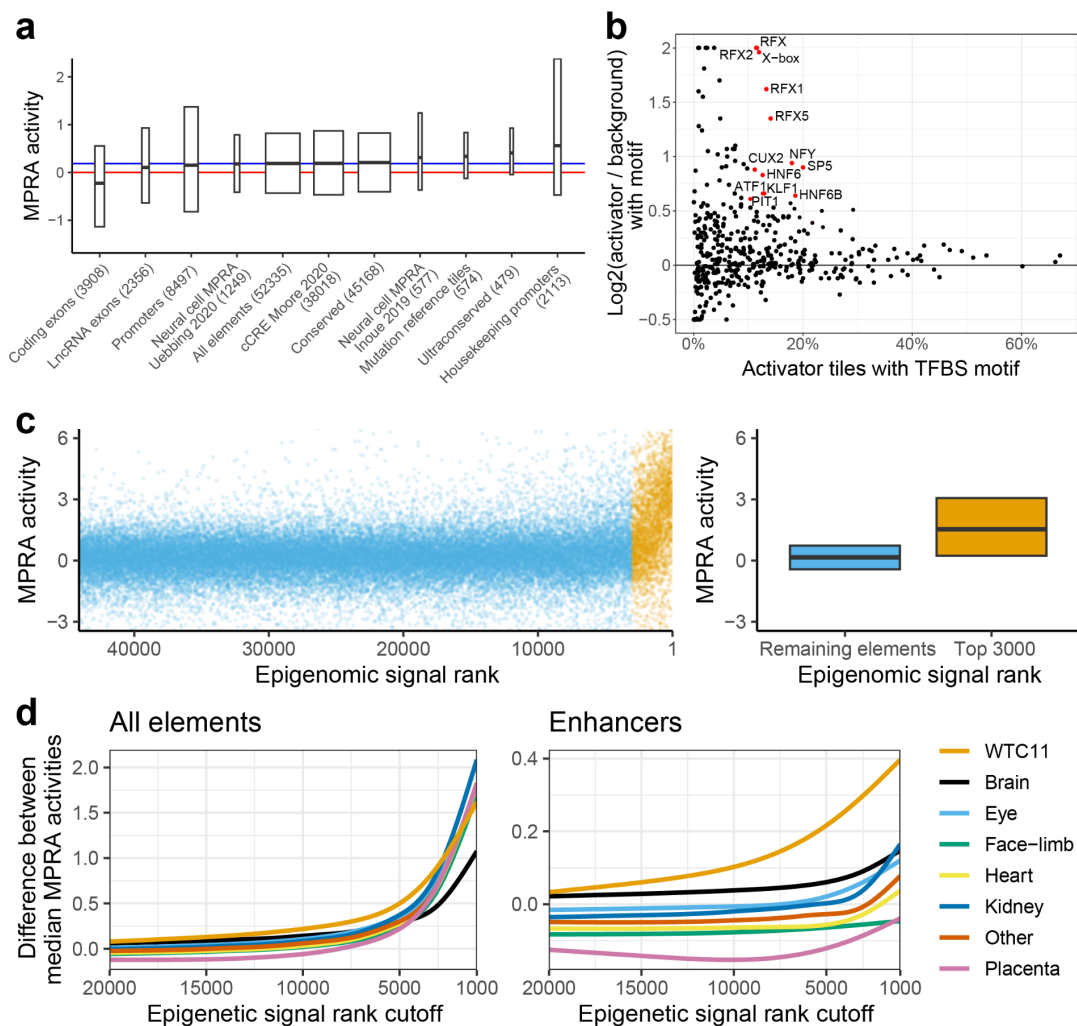 a
MPRA activity
2
1
0
−1
Coding exons (3908)
LncRNA exons (2356)
Promoters (8497)
Neural cell MPRA
Uebbing 2020 (1249)
All elements (52335)
cCRE Moore 2020
(38018)
Conserved (45168)
Neural cell MPRA
Inoue 2019 (577)
Mutation reference tiles
(574)
Ultraconserved (479)
Housekeeping promoters
(2113)
b
Log2(activator / background)
with motif
2
1.5
1
0.5
0
−0.5
RFX
RFX2
X−box
RFX1
RFX5
CUX2
NFY
SP5
HNF6
ATF1
KLF1
HNF6B
PIT1
0%
20%
40%
60%
Activator tiles with TFBS motif
c
MPRA activity
6
3
0
−3
40000
30000
20000
10000
1
Epigenomic signal rank
MPRA activity
6
3
0
−3
Remaining elements
Top 3000
Epigenomic signal rank
d
All elements
Difference between
median MPRA activities
2.0
1.5
1.0
0.5
0.0
20000
15000
10000
5000
1000
Epigenetic signal rank cutoff
Enhancers
0.4
0.2
0.0
20000
15000
10000
5000
1000
Epigenetic signal rank cutoff
WTC11
Brain
Eye
Face−limb
Heart
Kidney
Other
Placenta